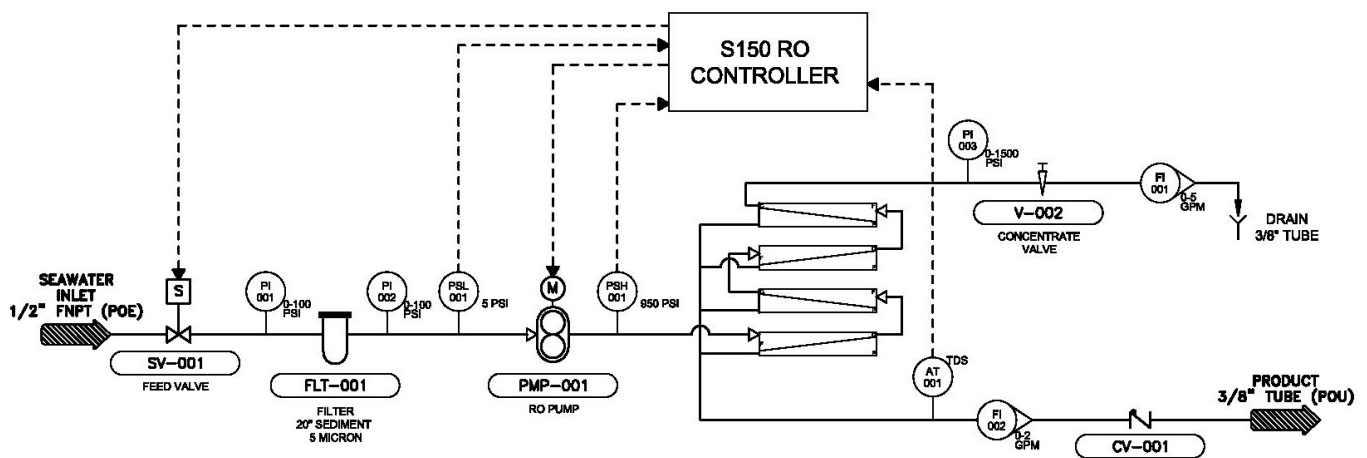 S150 RO
CONTROLLER
PI
003
0-1500
PSI
FI
001
0-5
GPM
V-002
CONCENTRATE
VALVE
DRAIN
3/8" TUBE
SEAWATER
INLET
1/2" FNPT (POE)
S
PI
001
0-100
PSI
PI
002
0-100
PSI
PSL
001
5 PSI
M
PSH
001
950 PSI
SV-001
FEED VALVE
FLT-001
FILTER
20" SEDIMENT
5 MICRON
PMP-001
RO PUMP
AT
001
TDS
FI
002
0-2
GPM
CV-001
PRODUCT
3/8" TUBE (POU)